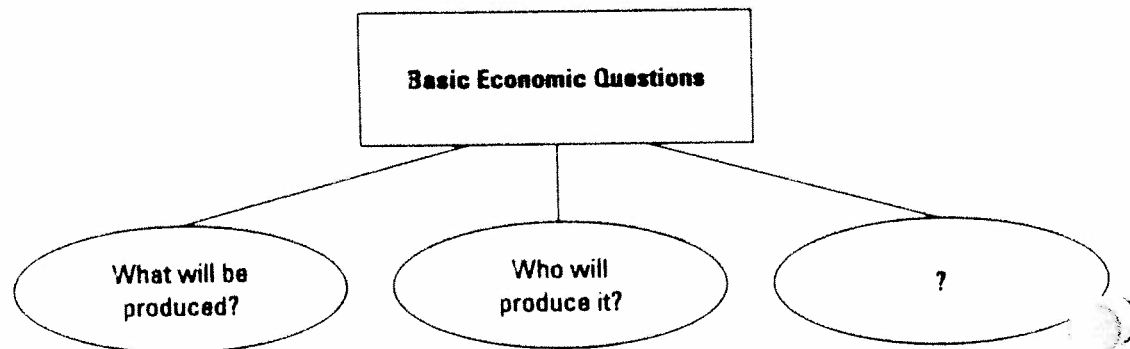 Basic Economic Questions
What will be
produced?
Who will
produce it?
?